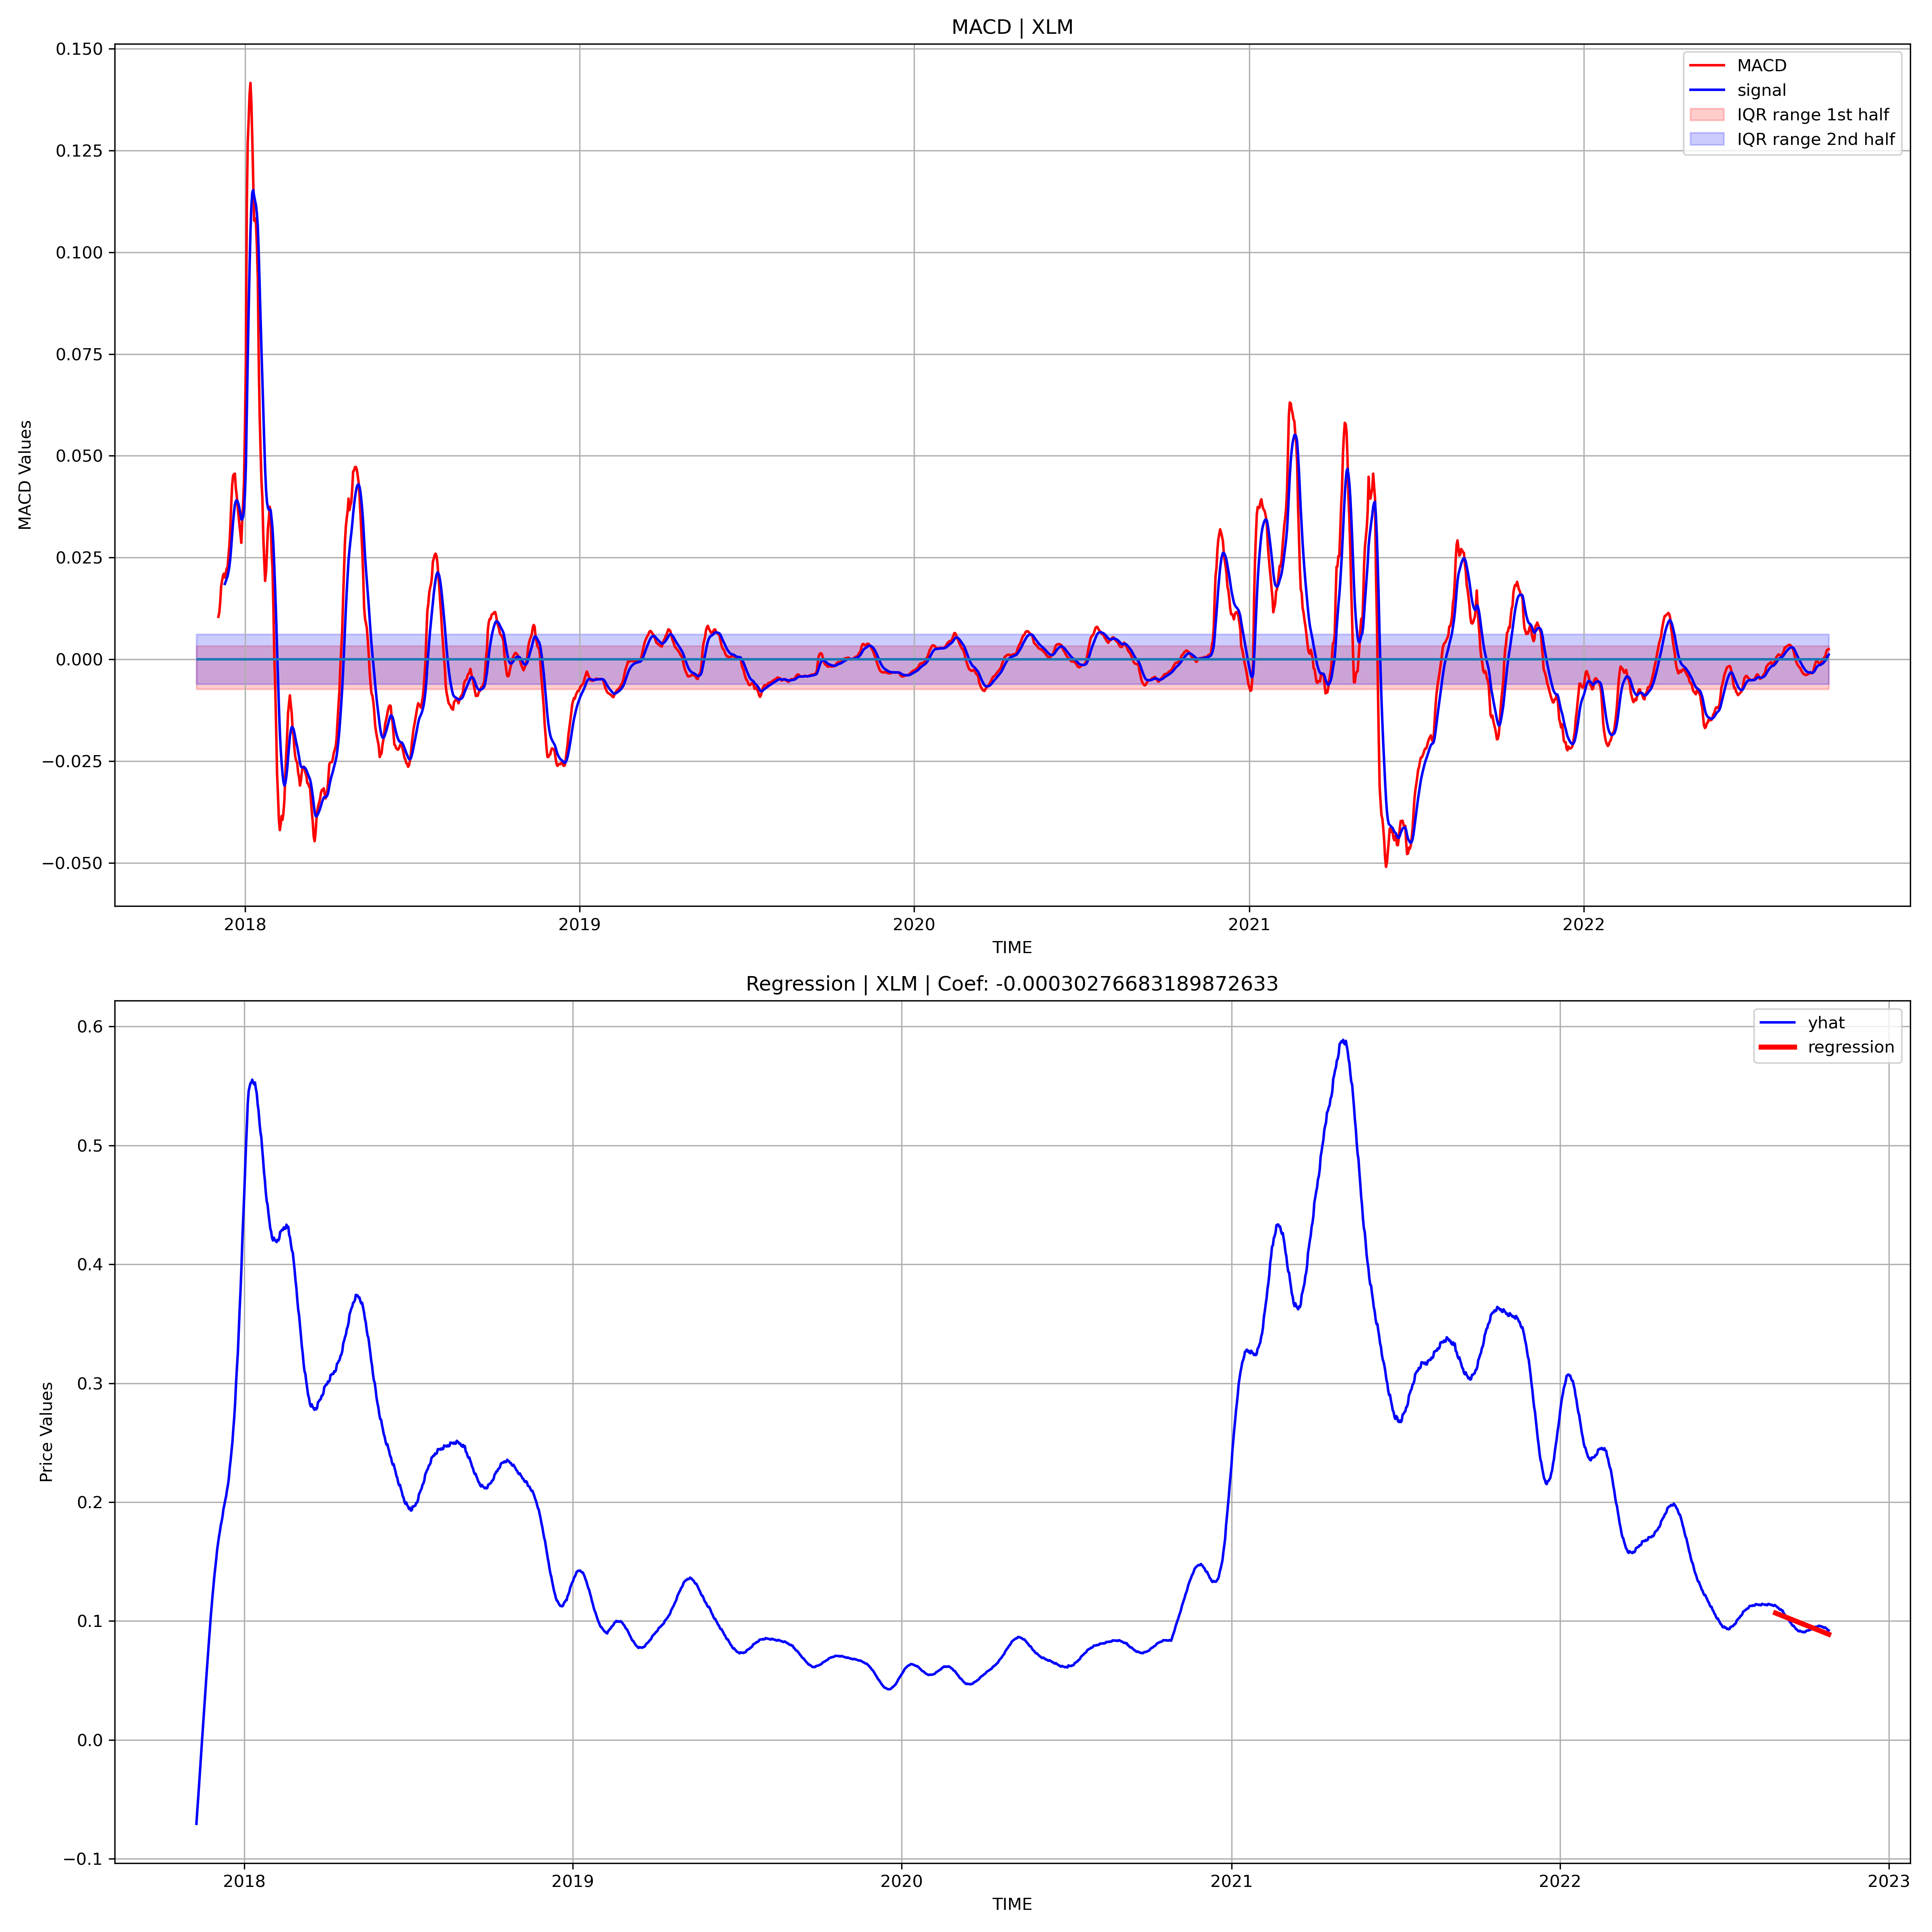 MACD | XLM
0.150
0.125
0.100
0.075
0.050
0.025
0.000
−0.025
−0.050
MACD Values
MACD
signal
IQR range 1st half
IQR range 2nd half
2018 2019 2020 2021 2022
TIME
Regression | XLM | Coef: -0.00030276683189872633
0.6
0.5
0.4
0.3
0.2
0.1
0.0
−0.1
Price Values
yhat
regression
2018 2019 2020 2021 2022 2023
TIME